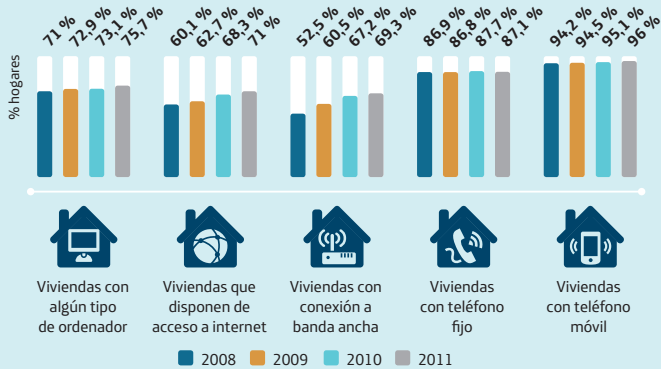 % hogares
71 %
72,9 %
73,1 %
75,7 %
60,1 %
62,7 %
68,3 %
71 %
52,5 %
60,5 %
67,2 %
69,3 %
86,9 %
86,8 %
87,7 %
87,1 %
94,2 %
94,5 %
95,1 %
96 %
Viviendas con
algún tipo
de ordenador
Viviendas que
disponen de
acceso a internet
Viviendas con
conexión a
banda ancha
Viviendas
con teléfono
fijo
Viviendas
con teléfono
móvil
2008
2009
2010
2011